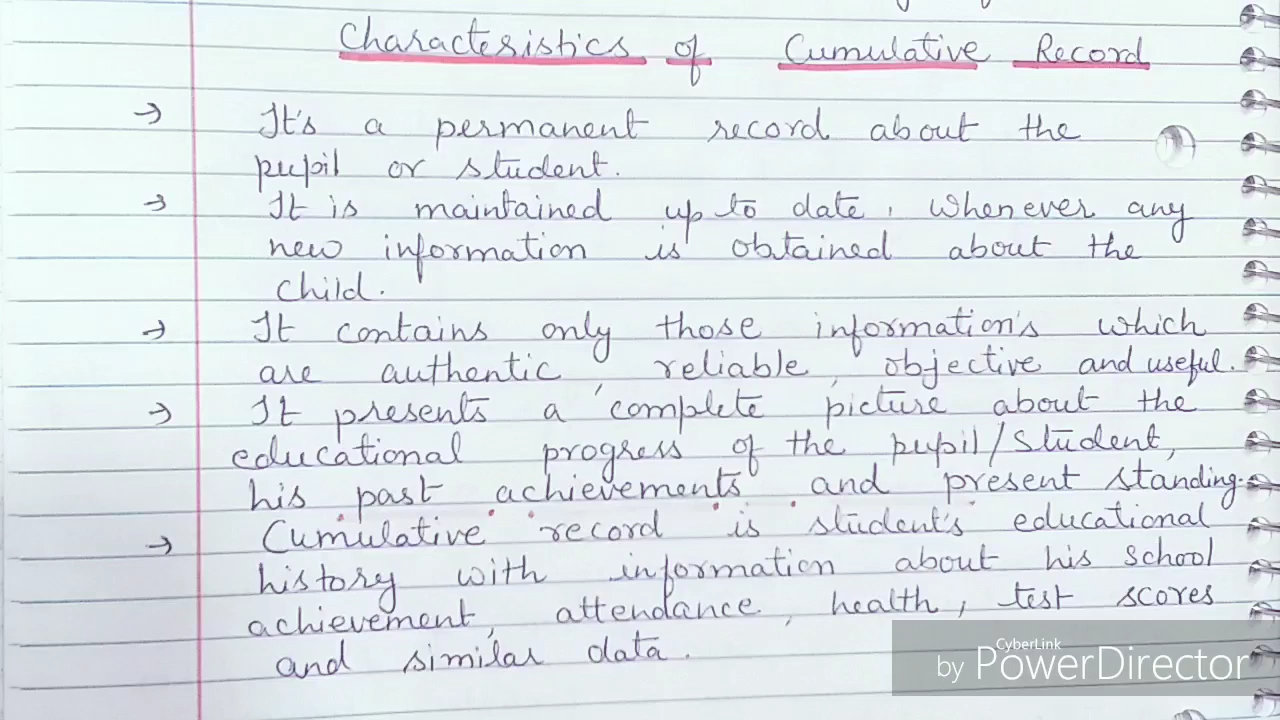 Characteristics of Cumulative Record
→ It's a permanent record about the
pupil or student.
→ It is maintained up to date, whenever any
new information is obtained about the
child.
→ It contains only those information's which
are authentic, reliable, objective and useful.
→ It presents a complete picture about the
educational progress of the pupil/student,
his past achievements and present standing.
→ Cumulative record is student's educational
history with information about his school
achievement, attendance, health, test scores
and similar data.
CyberLink
by PowerDirector